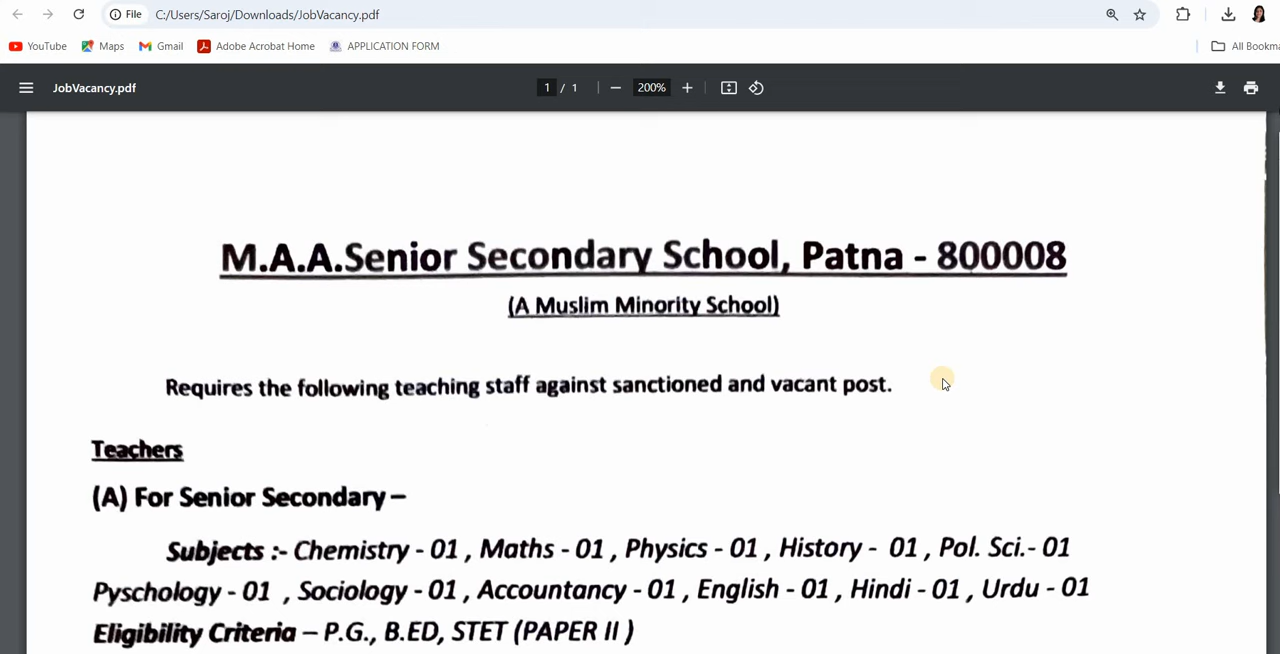 File C:/Users/Saroj/Downloads/JobVacancy.pdf
YouTube Maps Gmail Adobe Acrobat Home APPLICATION FORM All Bookma
JobVacancy.pdf 1 / 1 200%
M.A.A.Senior Secondary School, Patna - 800008
(A Muslim Minority School)
Requires the following teaching staff against sanctioned and vacant post.
Teachers
(A) For Senior Secondary –
Subjects :- Chemistry - 01 , Maths - 01 , Physics - 01 , History - 01 , Pol. Sci.- 01
Pyschology - 01 , Sociology - 01 , Accountancy - 01 , English - 01 , Hindi - 01 , Urdu - 01
Eligibility Criteria – P.G., B.ED, STET (PAPER II )